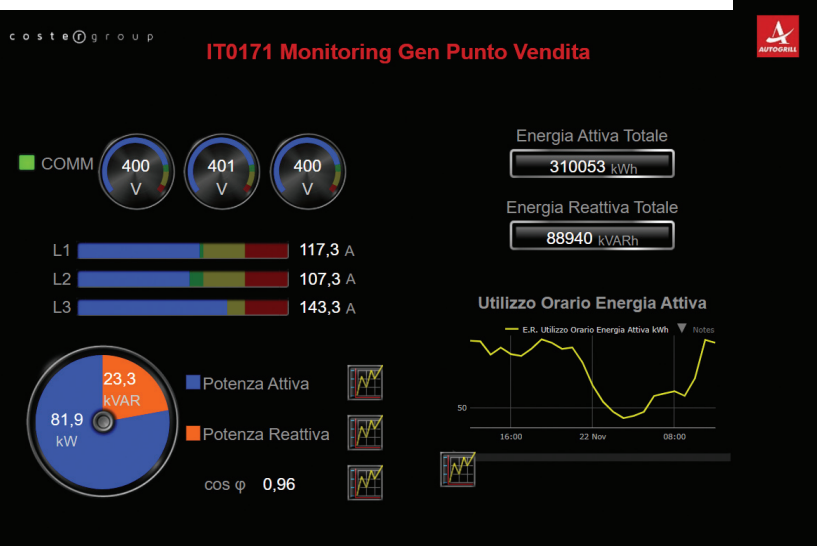 coster group
AUTOGRILL
IT0171 Monitoring Gen Punto Vendita
COMM
400 V
401 V
400 V
Energia Attiva Totale
310053 kWh
Energia Reattiva Totale
88940 kVARh
L1 117,3 A
L2 107,3 A
L3 143,3 A
Utilizzo Orario Energia Attiva
E.R. Utilizzo Orario Energia Attiva kWh Notes
50
16:00 22 Nov 08:00
23,3
kVAR
81,9
kW
Potenza Attiva
Potenza Reattiva
cos φ 0,96